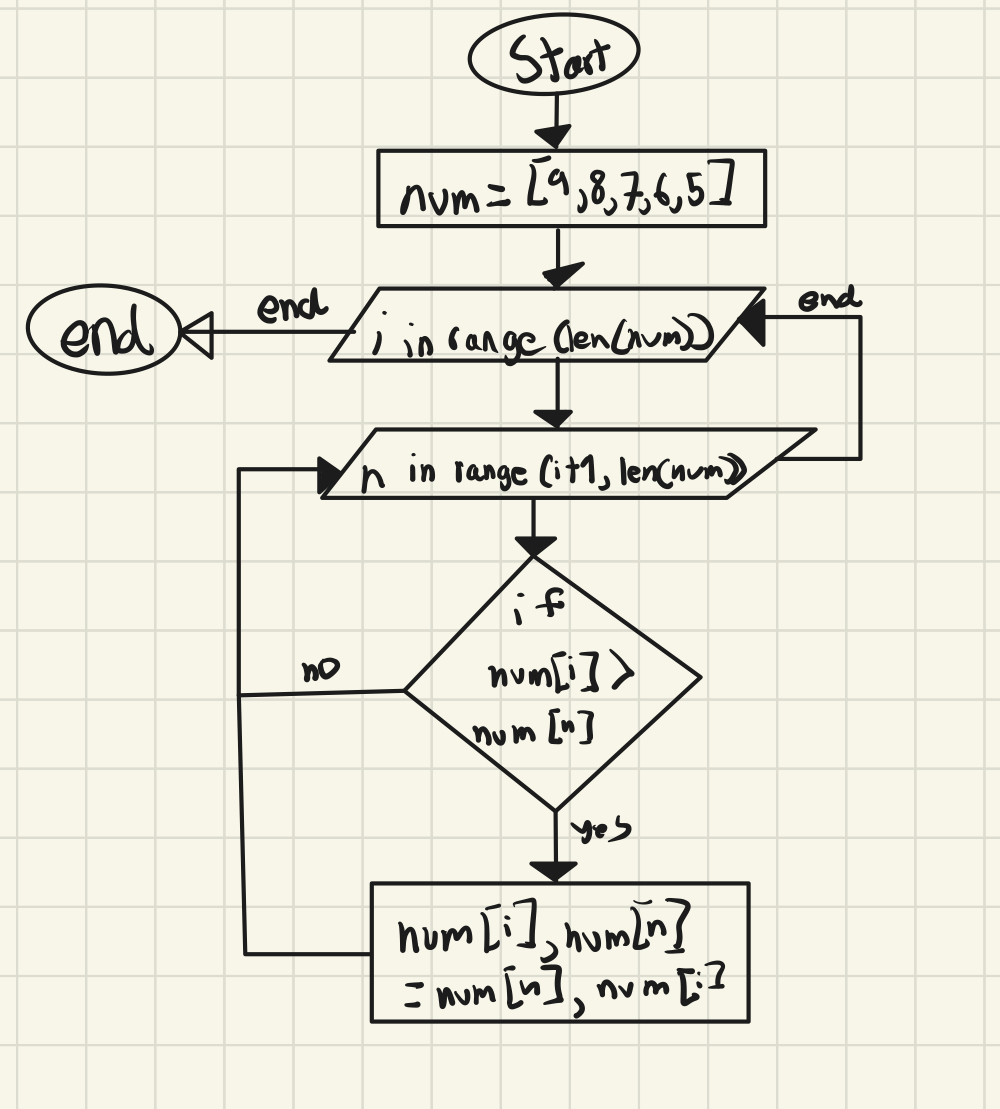 Start
num = [9,8,7,6,5]
end
end
i in range (len(num))
end
n in range (i+1, len(num))
if
num[i] >
num [n]
no
yes
num [i], num[n]
= num [n], num[i]